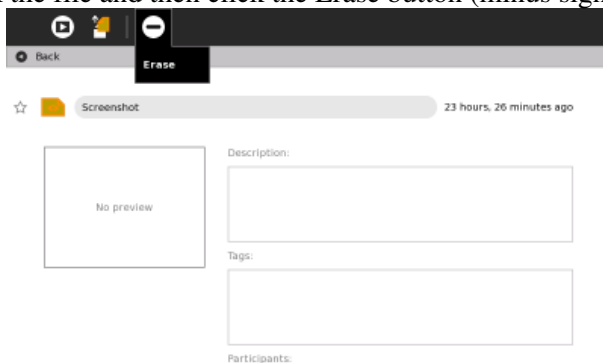 the file and then click the Erase button (minus sign
Back
Erase
Screenshot 23 hours, 26 minutes ago
No preview
Description:
Tags:
Participants: